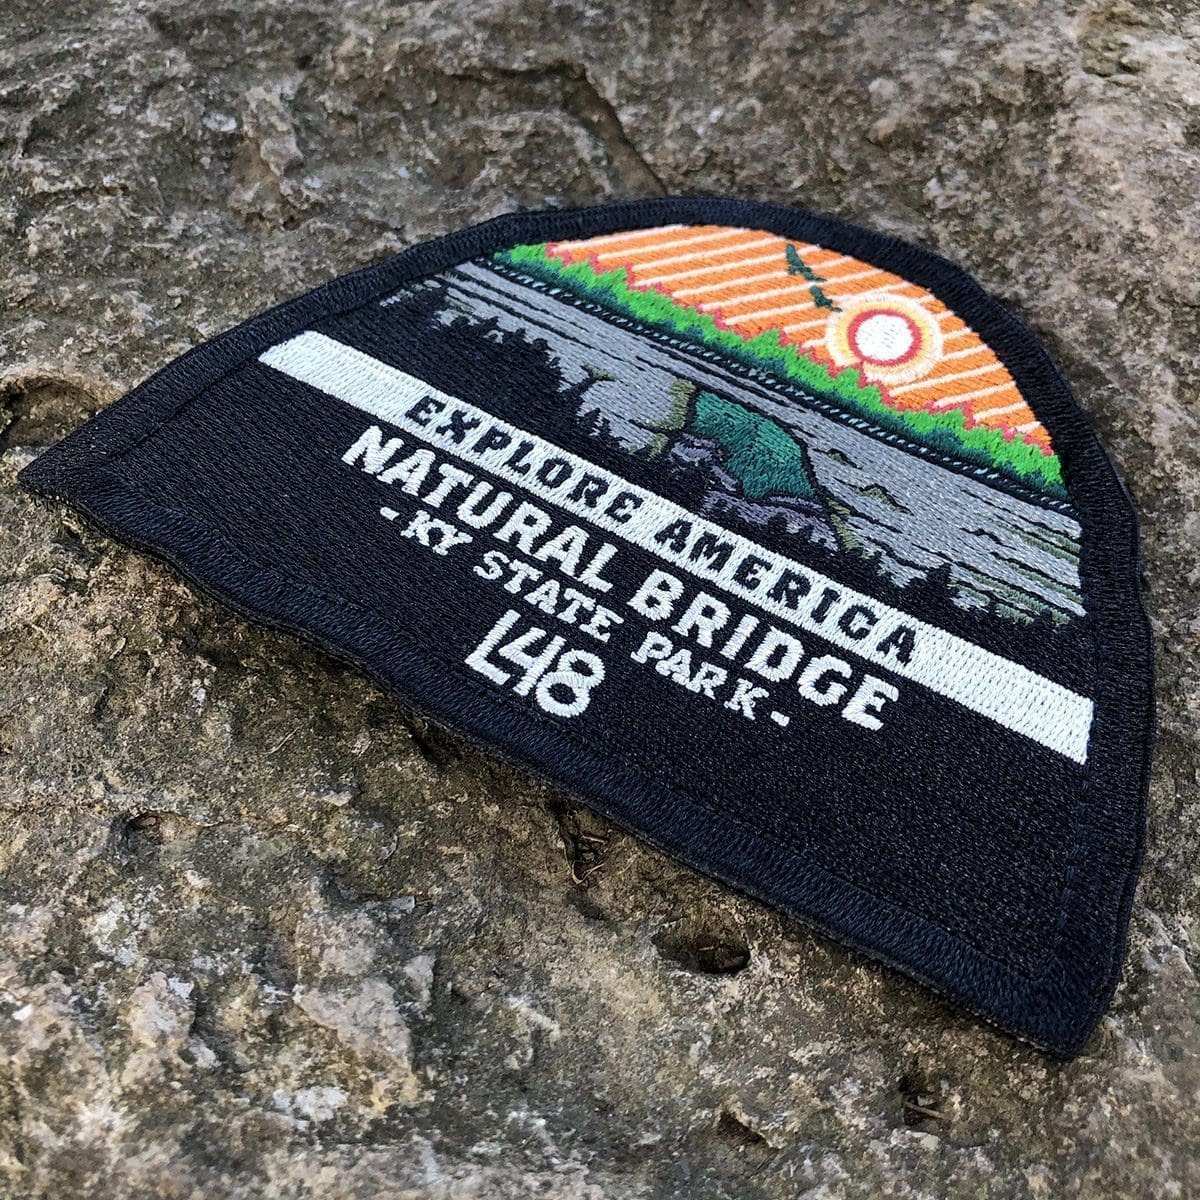 EXPLORE AMERICA
NATURAL BRIDGE
- KY STATE PARK -
L48